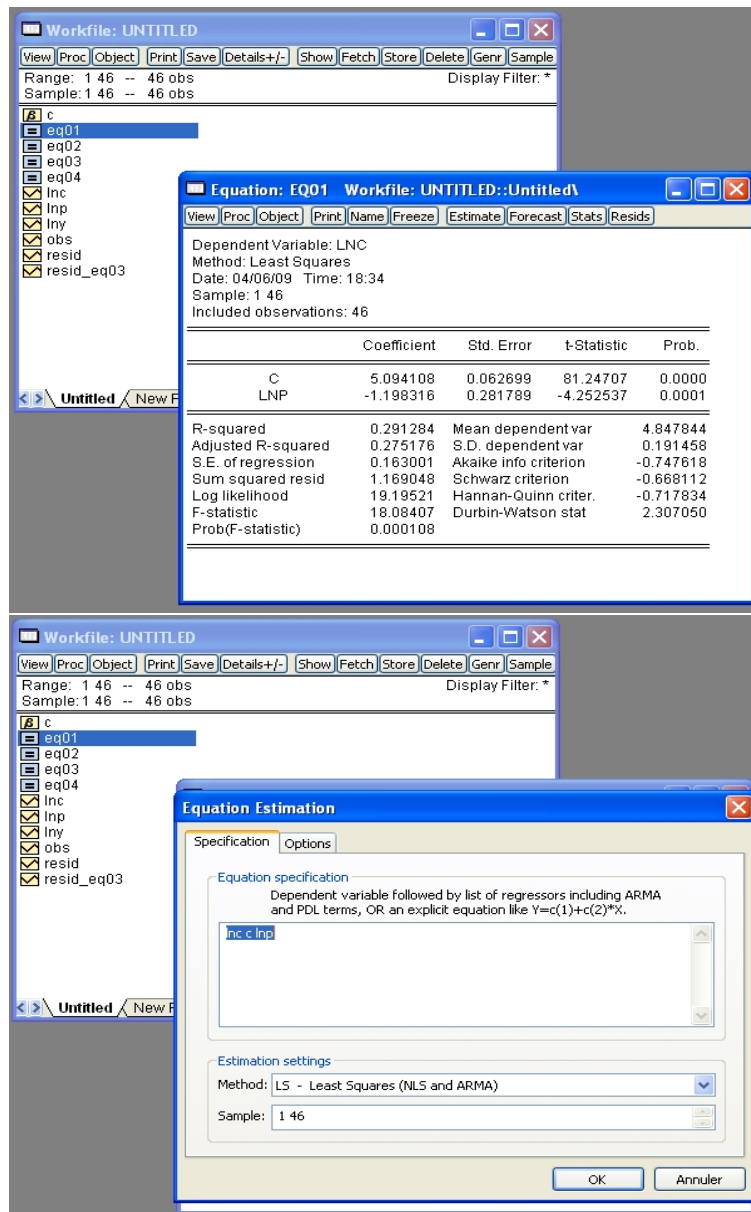 Workfile: UNTITLED
View Proc Object Print Save Details+/- Show Fetch Store Delete Genr Sample
Range: 1 46 -- 46 obs Display Filter: *
Sample: 1 46 -- 46 obs
β c
eq01
eq02
eq03
eq04
lnc
lnp
lny
obs
resid
resid_eq03
Untitled New P
Equation: EQ01 Workfile: UNTITLED::Untitled\
View Proc Object Print Name Freeze Estimate Forecast Stats Resids
Dependent Variable: LNC
Method: Least Squares
Date: 04/06/09 Time: 18:34
Sample: 1 46
Included observations: 46
Coefficient Std. Error t-Statistic Prob.
C 5.094108 0.062699 81.24707 0.0000
LNP -1.198316 0.281789 -4.252537 0.0001
R-squared 0.291284 Mean dependent var 4.847844
Adjusted R-squared 0.275176 S.D. dependent var 0.191458
S.E. of regression 0.163001 Akaike info criterion -0.747618
Sum squared resid 1.169048 Schwarz criterion -0.668112
Log likelihood 19.19521 Hannan-Quinn criter. -0.717834
F-statistic 18.08407 Durbin-Watson stat 2.307050
Prob(F-statistic) 0.000108
Workfile: UNTITLED
View Proc Object Print Save Details+/- Show Fetch Store Delete Genr Sample
Range: 1 46 -- 46 obs Display Filter: *
Sample: 1 46 -- 46 obs
β c
eq01
eq02
eq03
eq04
lnc
lnp
lny
obs
resid
resid_eq03
Untitled New P
Equation Estimation
Specification Options
Equation specification
Dependent variable followed by list of regressors including ARMA
and PDL terms, OR an explicit equation like Y=c(1)+c(2)*X.
lnc c lnp
Estimation settings
Method: LS - Least Squares (NLS and ARMA)
Sample: 1 46
OK Annuler